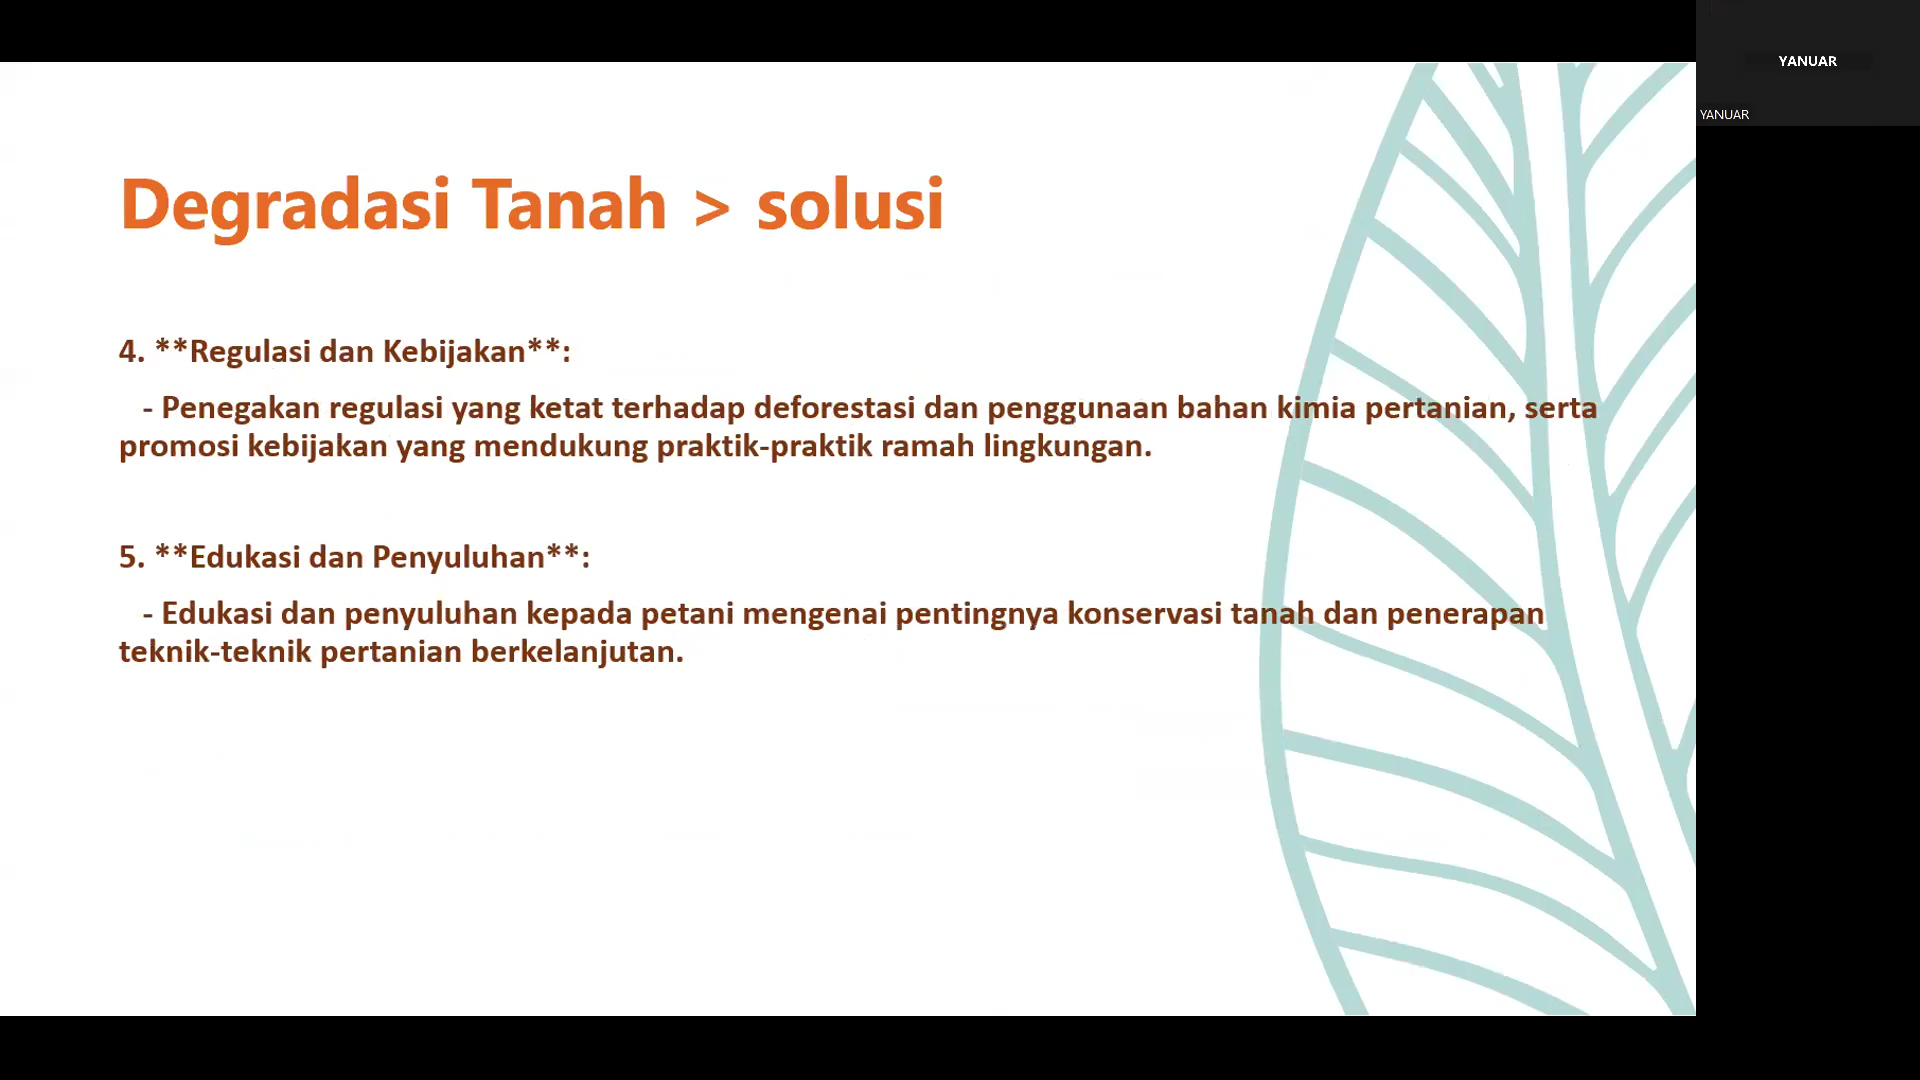 YANUAR
YANUAR
Degradasi Tanah > solusi
4. **Regulasi dan Kebijakan**:
- Penegakan regulasi yang ketat terhadap deforestasi dan penggunaan bahan kimia pertanian, serta
promosi kebijakan yang mendukung praktik-praktik ramah lingkungan.
5. **Edukasi dan Penyuluhan**:
- Edukasi dan penyuluhan kepada petani mengenai pentingnya konservasi tanah dan penerapan
teknik-teknik pertanian berkelanjutan.